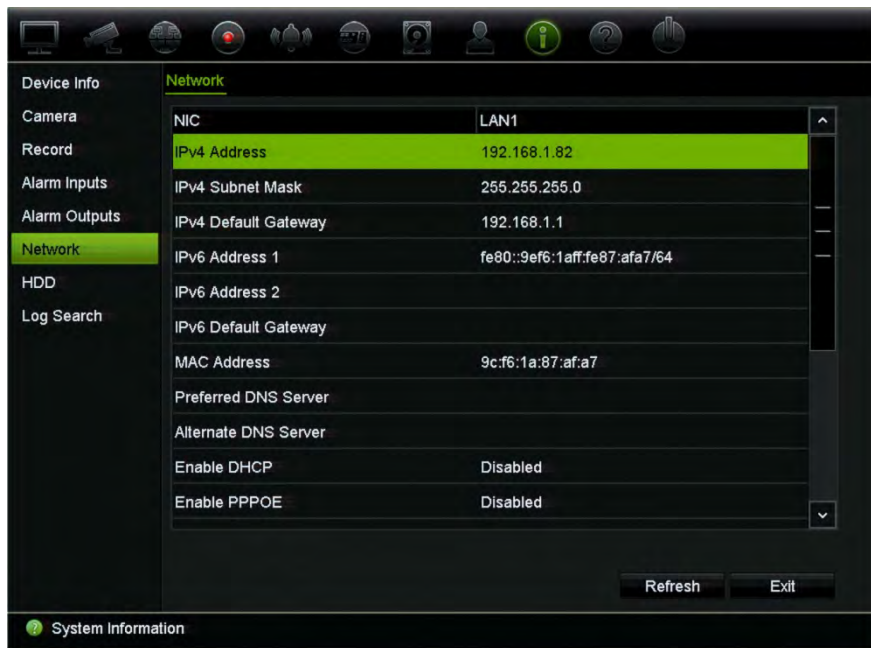 Device Info
Camera
Record
Alarm Inputs
Alarm Outputs
Network
HDD
Log Search
Network
NIC LAN1
IPv4 Address 192.168.1.82
IPv4 Subnet Mask 255.255.255.0
IPv4 Default Gateway 192.168.1.1
IPv6 Address 1 fe80::9ef6:1aff:fe87:afa7/64
IPv6 Address 2
IPv6 Default Gateway
MAC Address 9c:f6:1a:87:af:a7
Preferred DNS Server
Alternate DNS Server
Enable DHCP Disabled
Enable PPPOE Disabled
Refresh Exit
System Information